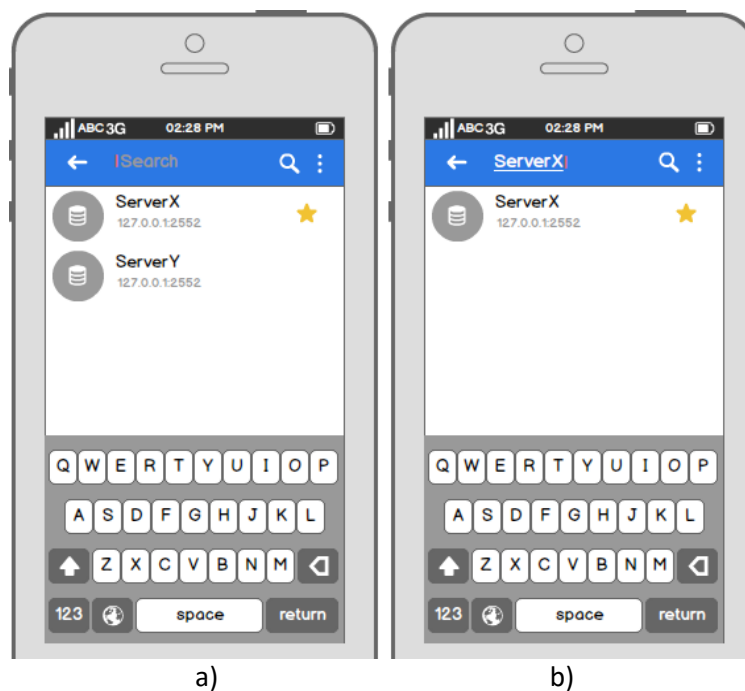 ABC 3G 02:28 PM
Search
ServerX
127.0.0.1:2552
ServerY
127.0.0.1:2552
Q W E R T Y U I O P
A S D F G H J K L
Z X C V B N M
123 space return
a)
ABC 3G 02:28 PM
ServerX
ServerX
127.0.0.1:2552
Q W E R T Y U I O P
A S D F G H J K L
Z X C V B N M
123 space return
b)